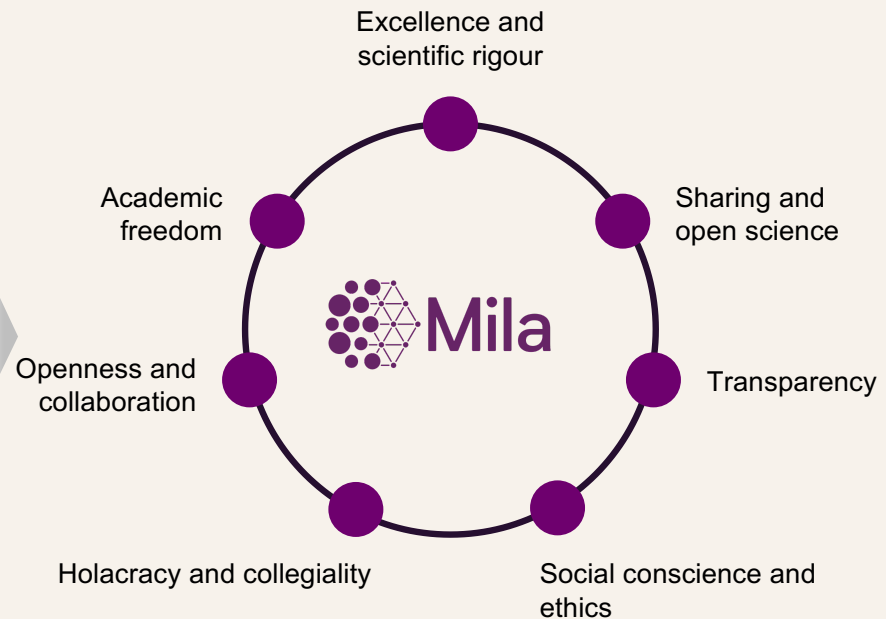 Excellence and
scientific rigour
Academic
freedom
Sharing and
open science
Mila
Openness and
collaboration
Transparency
Holacracy and collegiality
Social conscience and
ethics